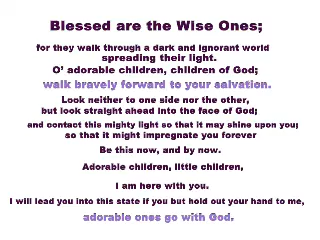 Blessed are the Wise Ones;
for they walk through a dark and ignorant world
spreading their light.
O' adorable children, children of God;
walk bravely forward to your salvation.
Look neither to one side nor the other,
but look straight ahead into the face of God;
and contact this mighty light so that it may shine upon you;
so that it might impregnate you forever
Be this now, and by now.
Adorable children, little children,
I am here with you.
I will lead you into this state if you but hold out your hand to me,
adorable ones go with God.